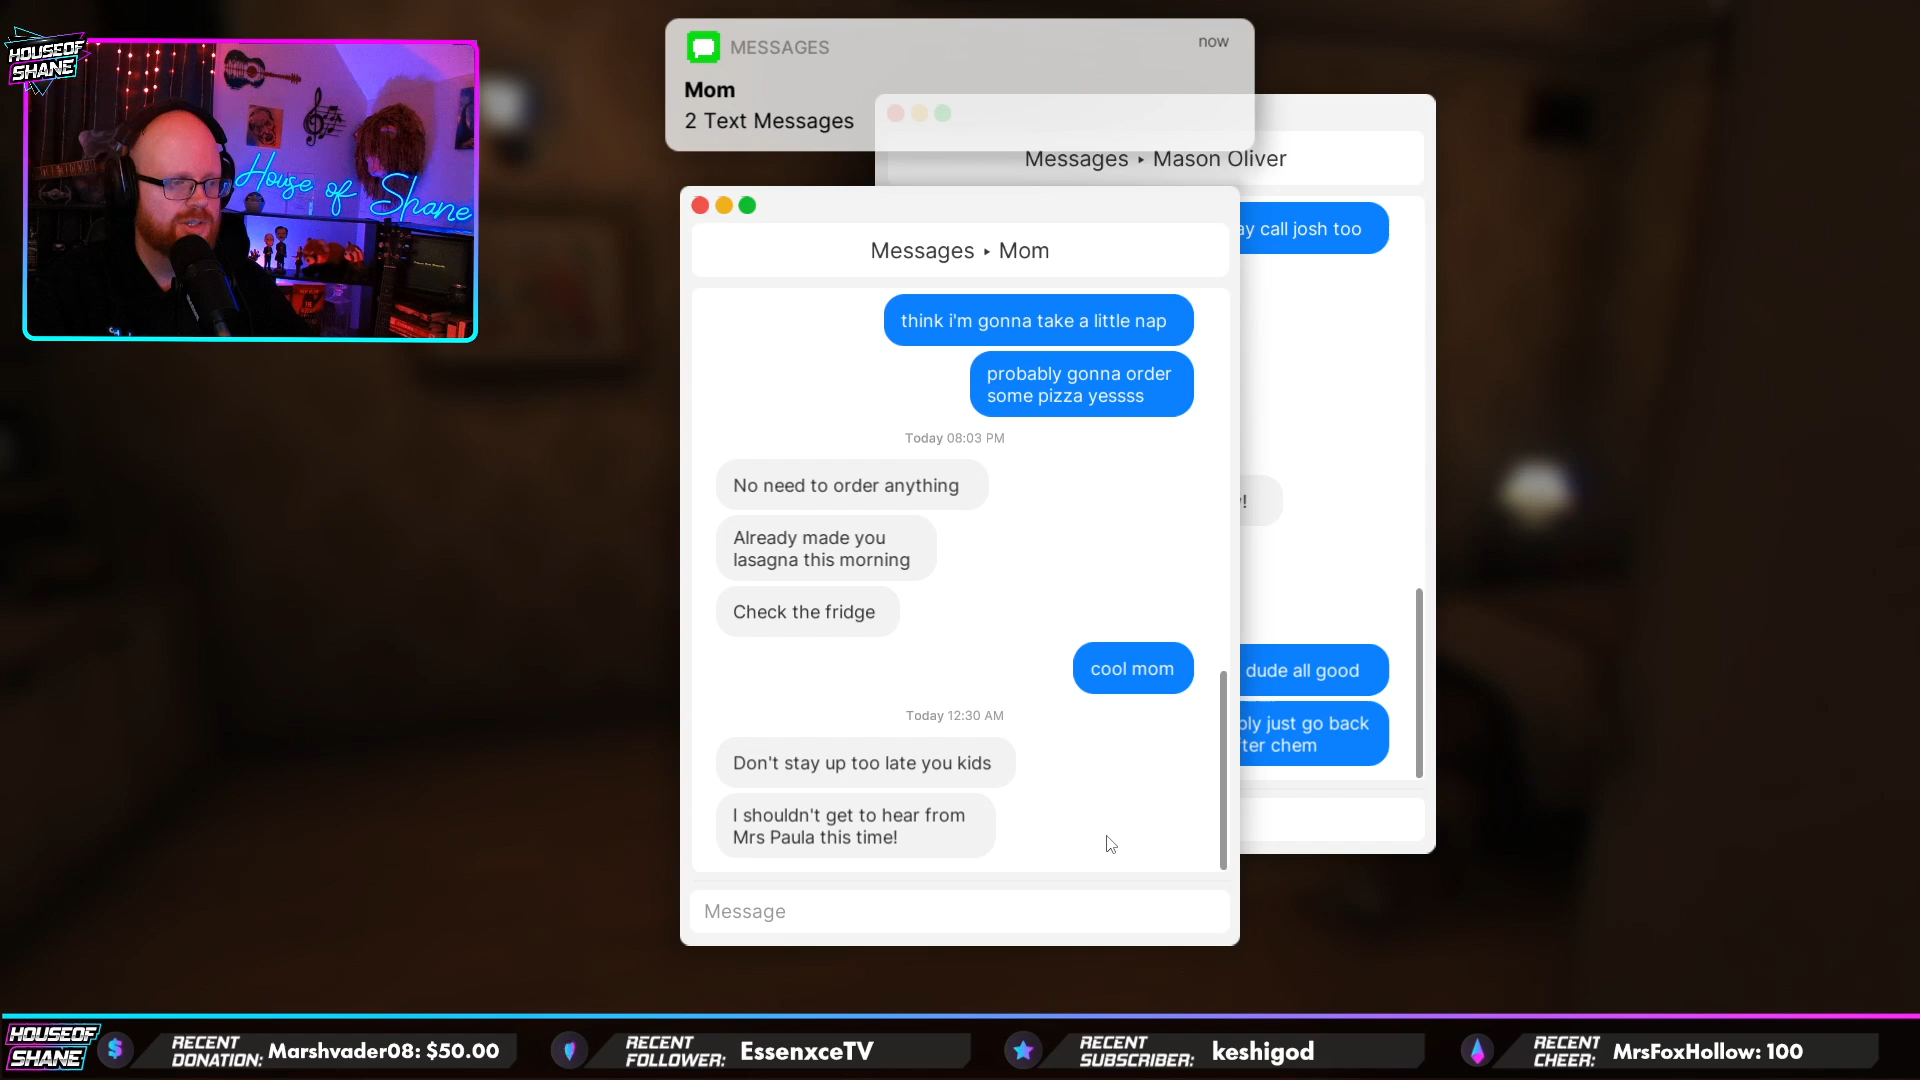 HOUSEOF
SHANE
House of Shane
MESSAGES
now
Mom
2 Text Messages
Messages ‣ Mason Oliver
call josh too
dude all good
just go back
chem
Messages ‣ Mom
think i'm gonna take a little nap
probably gonna order
some pizza yessss
Today 08:03 PM
No need to order anything
Already made you
lasagna this morning
Check the fridge
cool mom
Today 12:30 AM
Don't stay up too late you kids
I shouldn't get to hear from
Mrs Paula this time!
Message
HOUSEOF
SHANE
$
RECENT
DONATION: Marshvader08: $50.00
RECENT
FOLLOWER: EssenxceTV
RECENT
SUBSCRIBER: keshigod
RECENT
CHEER: MrsFoxHollow: 100